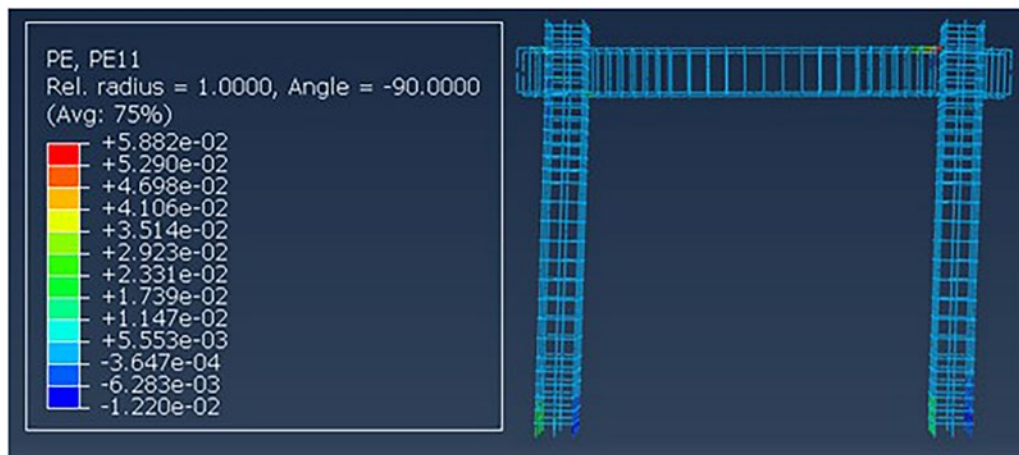 PE, PE11
Rel. radius = 1.0000, Angle = -90.0000
(Avg: 75%)
+5.882e-02
+5.290e-02
+4.698e-02
+4.106e-02
+3.514e-02
+2.923e-02
+2.331e-02
+1.739e-02
+1.147e-02
+5.553e-03
-3.647e-04
-6.283e-03
-1.220e-02